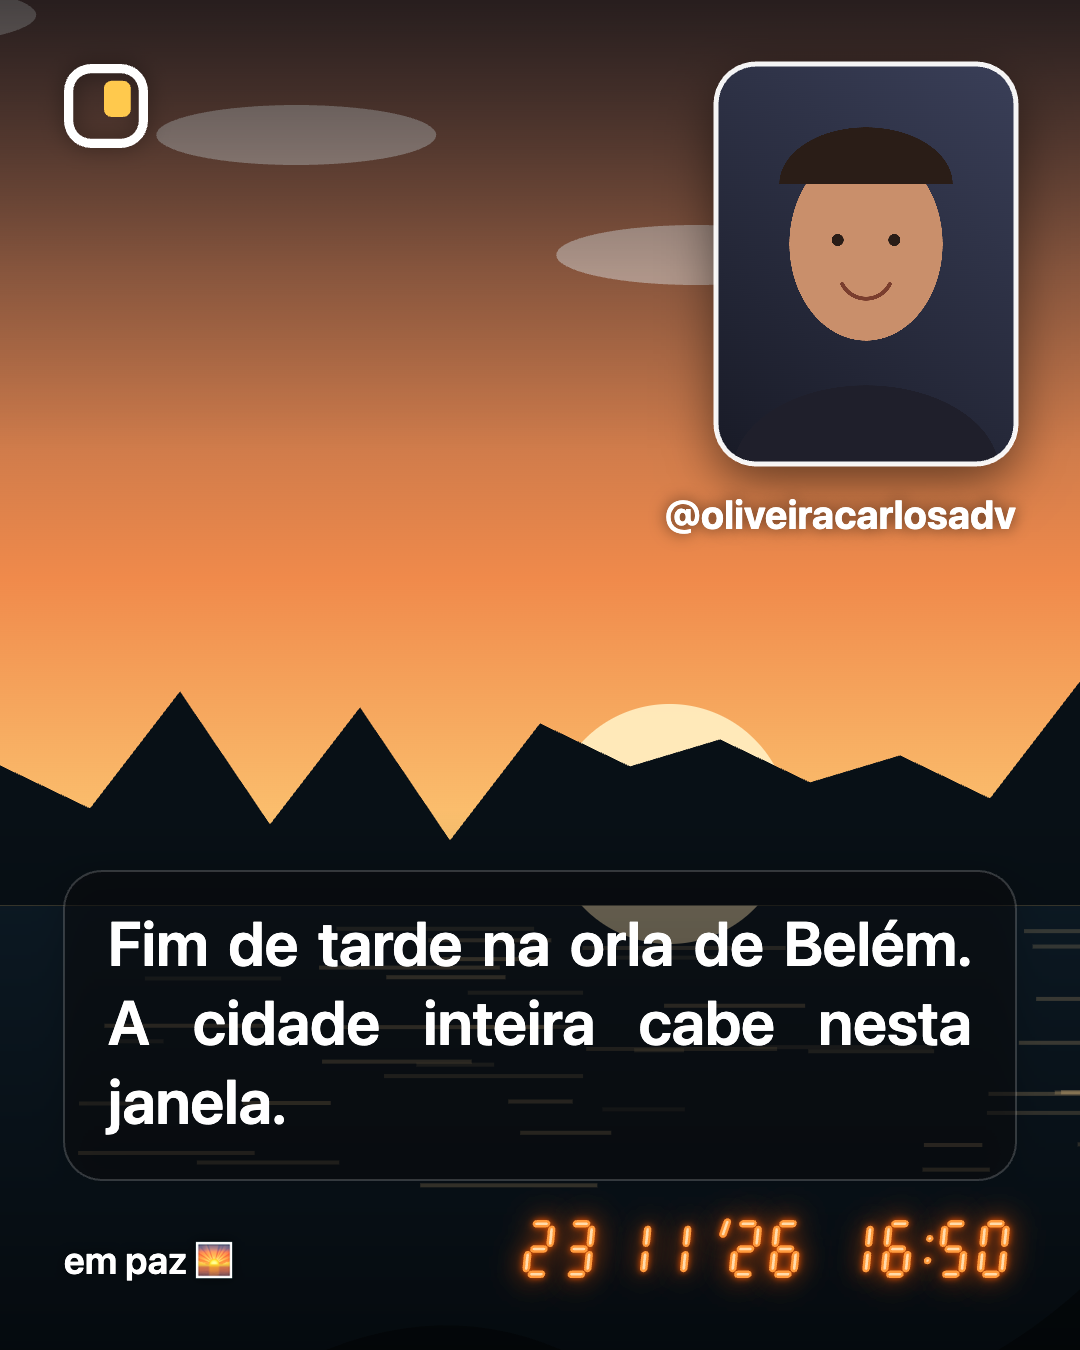 @oliveiracarlosadv
Fim de tarde na orla de Belém.
A cidade inteira cabe nesta
janela.
em paz 🌅
23 11 '26 16:50